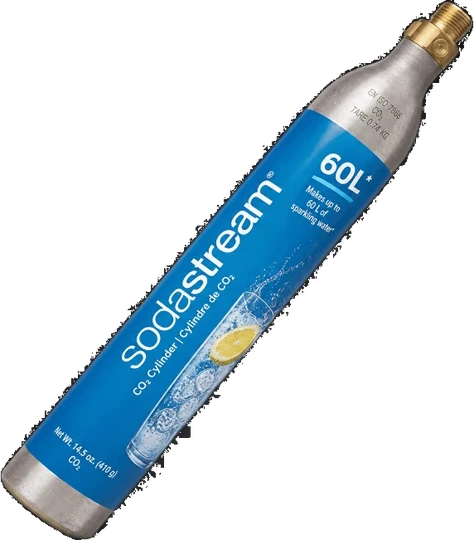 EN ISO 7866
CO₂
TARE 0.74 KG
60L*
Makes up to
60 L of
sparkling water*
sodastream®
CO₂ Cylinder | Cylindre de CO₂
Net Wt. 14.5 oz. (410 g)
CO₂